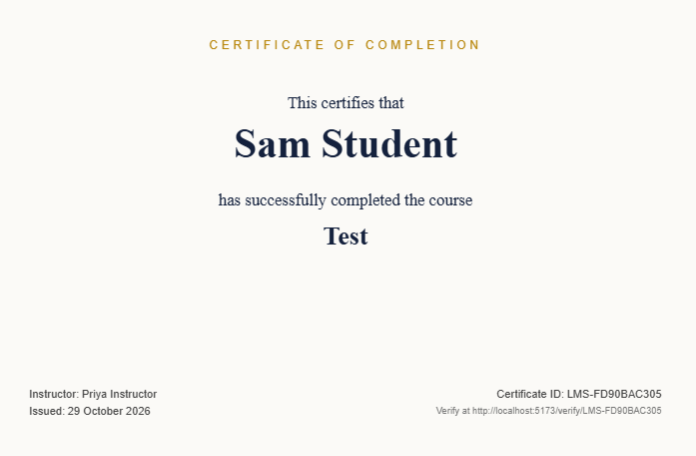 CERTIFICATE OF COMPLETION
This certifies that
Sam Student
has successfully completed the course
Test
Instructor: Priya Instructor
Issued: 29 October 2026
Certificate ID: LMS-FD90BAC305
Verify at http://localhost:5173/verify/LMS-FD90BAC305